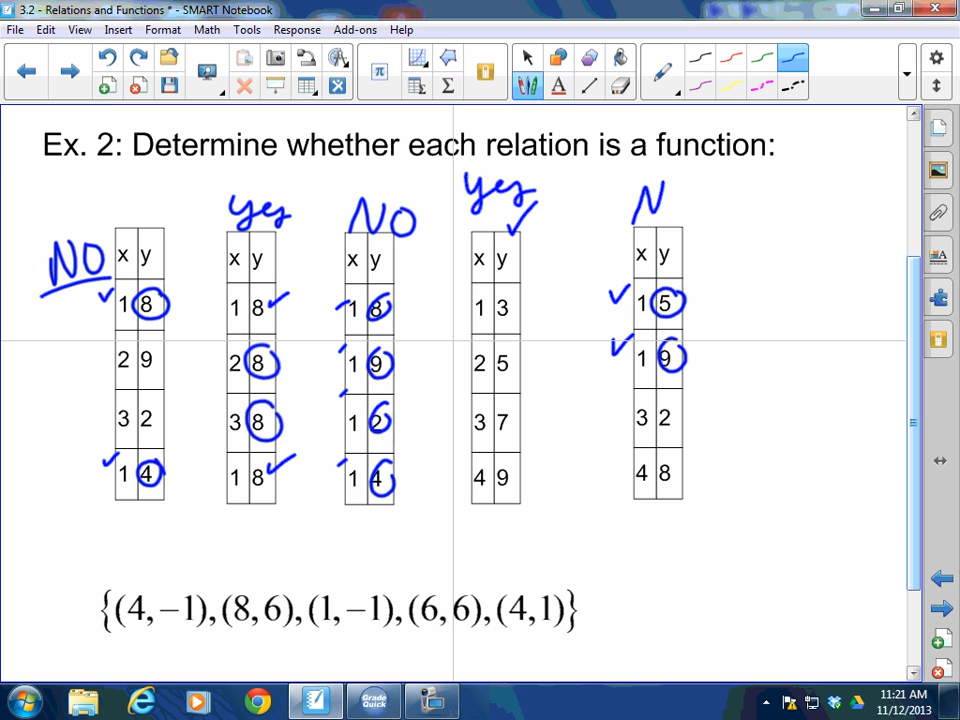 3.2 - Relations and Functions * - SMART Notebook
File Edit View Insert Format Math Tools Response Add-ons Help
Ex. 2: Determine whether each relation is a function:
NO yes NO yes N
x y x y x y x y x y
1 8 1 8 1 8 1 3 1 5
2 9 2 8 1 9 2 5 1 9
3 2 3 8 1 2 3 7 3 2
1 4 1 8 1 4 4 9 4 8
{(4, −1), (8, 6), (1, −1), (6, 6), (4, 1)}
Grade Quick
11:21 AM
11/12/2013